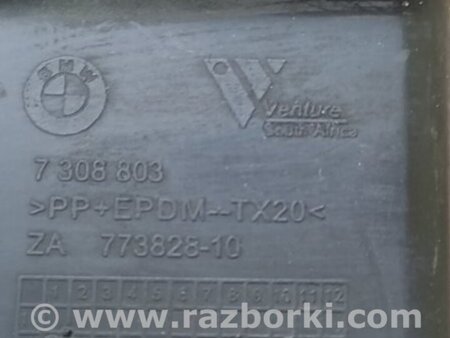 BMW
Venture
South Africa
7 308 803
>PP+EPDM--TX20<
ZA 773828-10
1 2 3 4 5 6 7 8 9 10 11 12
www.razborki.com